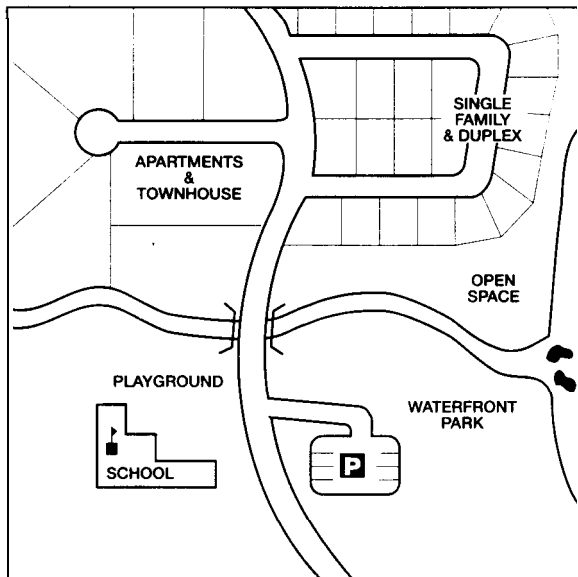 SINGLE
FAMILY
& DUPLEX
APARTMENTS
&
TOWNHOUSE
OPEN
SPACE
PLAYGROUND
WATERFRONT
PARK
P
SCHOOL